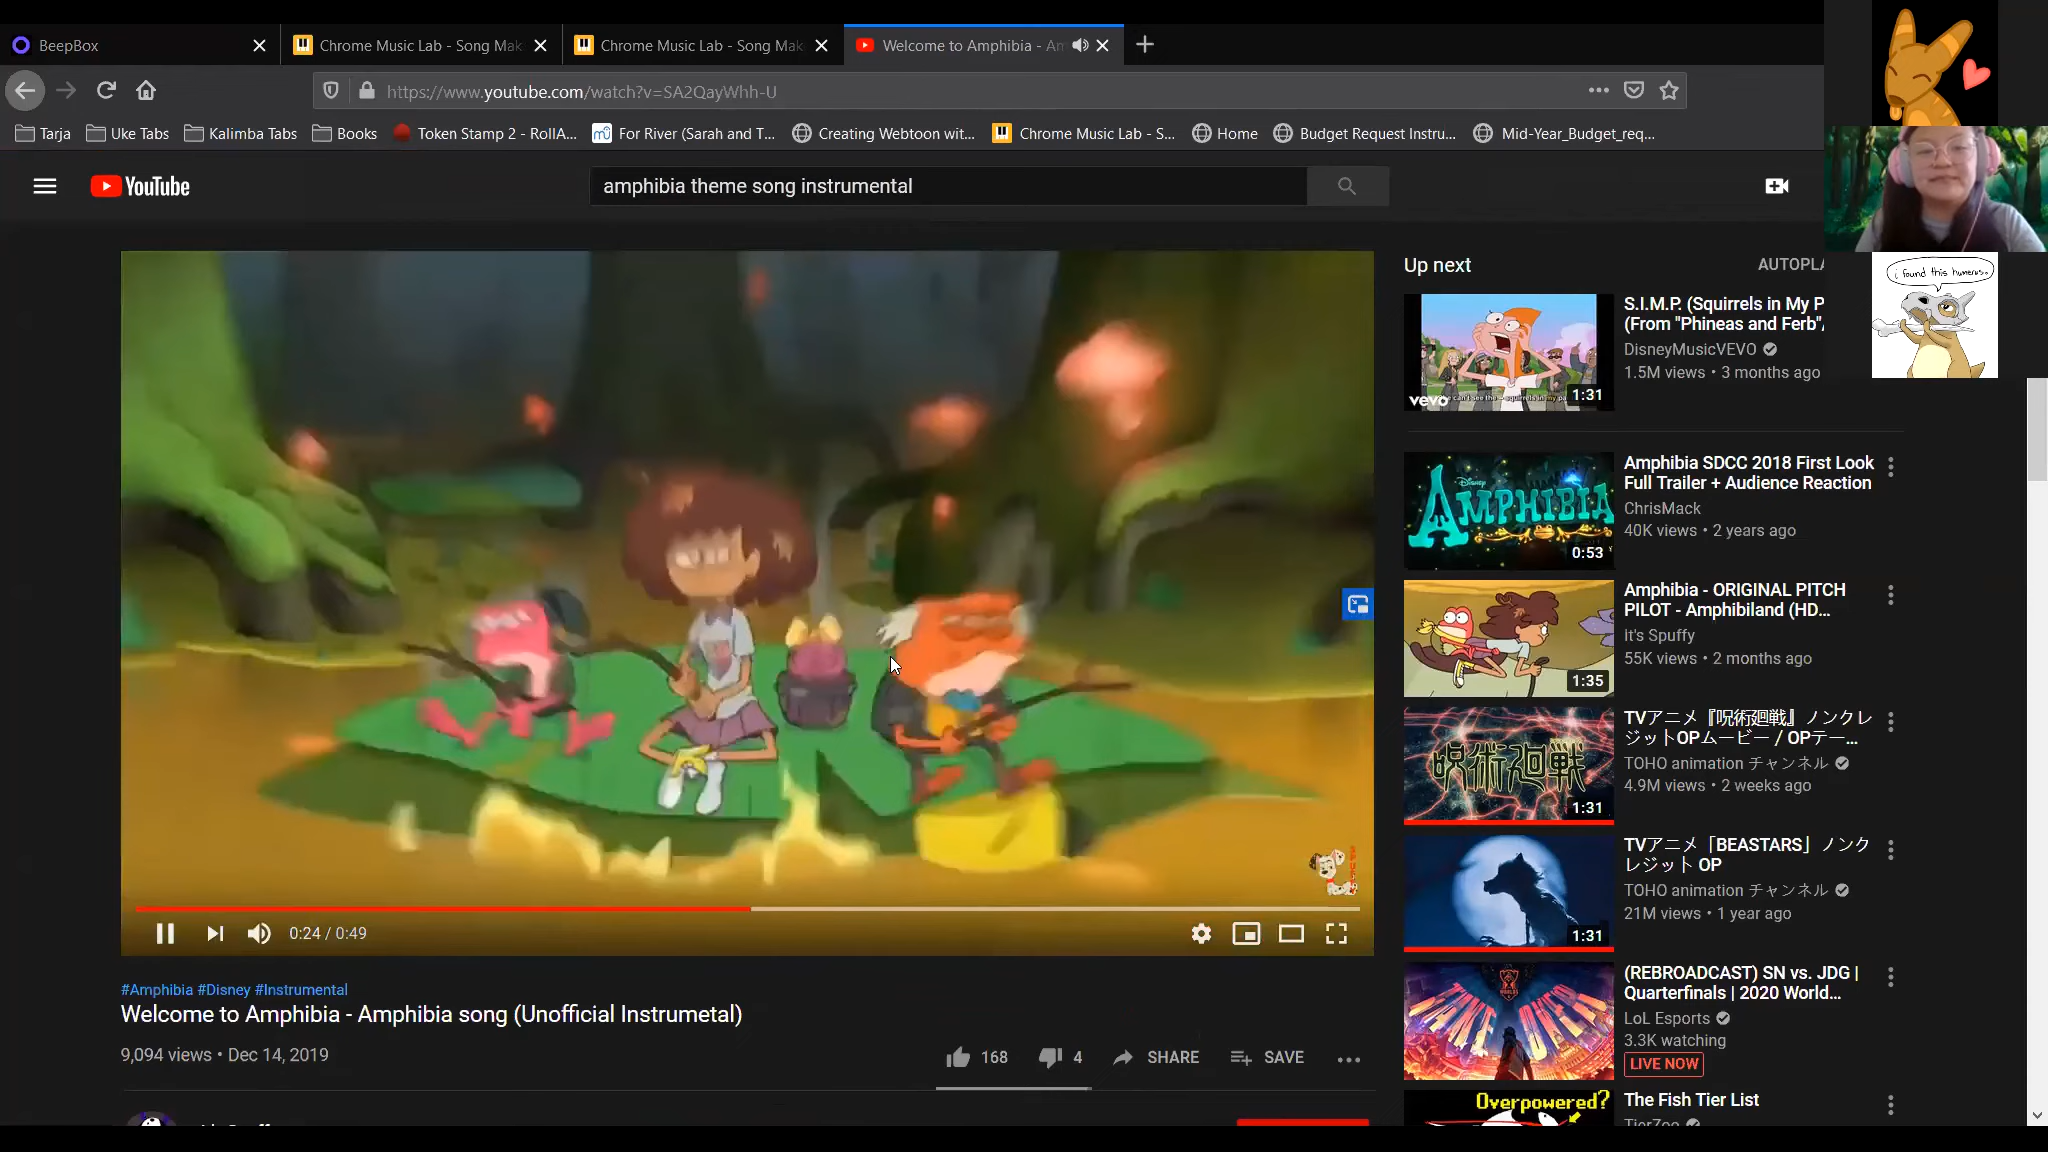 BeepBox
Chrome Music Lab - Song Mak
Chrome Music Lab - Song Mak
Welcome to Amphibia - Am
https://www.youtube.com/watch?v=SA2QayWhh-U
Tarja
Uke Tabs
Kalimba Tabs
Books
Token Stamp 2 - RollA...
For River (Sarah and T...
Creating Webtoon wit...
Chrome Music Lab - S...
Home
Budget Request Instru...
Mid-Year_Budget_req...
YouTube
amphibia theme song instrumental
i found this humerus.
Up next
AUTOPLA
S.I.M.P. (Squirrels in My P
(From "Phineas and Ferb"/
DisneyMusicVEVO
1.5M views • 3 months ago
vevo
1:31
Disney
AMPHIBIA
0:53
Amphibia SDCC 2018 First Look
Full Trailer + Audience Reaction
ChrisMack
40K views • 2 years ago
1:35
Amphibia - ORIGINAL PITCH
PILOT - Amphibiland (HD...
It's Spuffy
55K views • 2 months ago
呪術廻戦
1:31
TVアニメ『呪術廻戦』ノンクレ
ジットOPムービー / OPテー...
TOHO animation チャンネル
4.9M views • 2 weeks ago
1:31
TVアニメ「BEASTARS」ノンク
レジット OP
TOHO animation チャンネル
21M views • 1 year ago
(REBROADCAST) SN vs. JDG |
Quarterfinals | 2020 World...
LoL Esports
3.3K watching
LIVE NOW
Overpowered?
The Fish Tier List
0:24 / 0:49
#Amphibia #Disney #Instrumental
Welcome to Amphibia - Amphibia song (Unofficial Instrumetal)
9,094 views • Dec 14, 2019
168
4
SHARE
SAVE